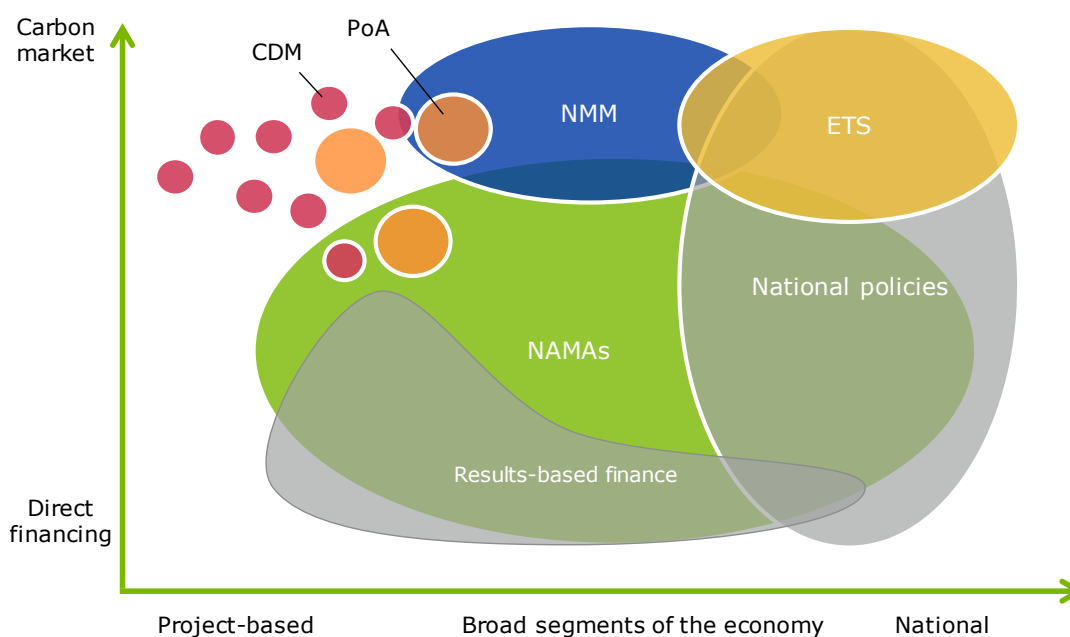 Carbon
market
PoA
CDM
NMM
ETS
National policies
NAMAs
Results-based finance
Direct
financing
Project-based
Broad segments of the economy
National